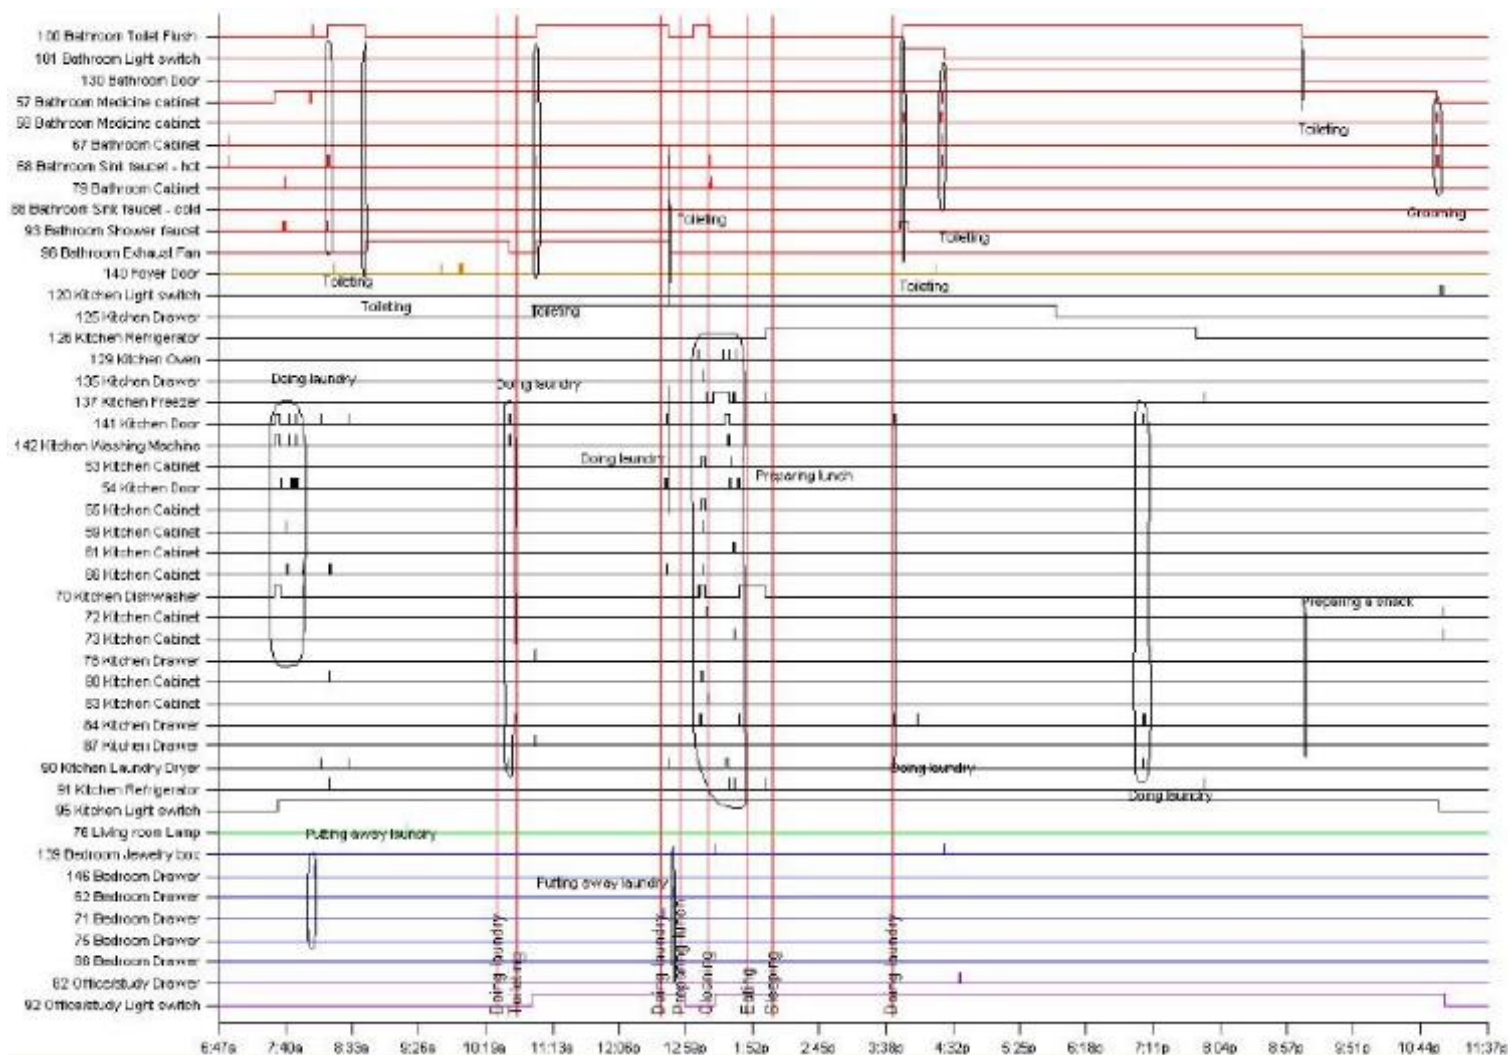 100 Bathroom Toilet Flush
101 Bathroom Light switch
130 Bathroom Door
57 Bathroom Medicine cabinet
58 Bathroom Medicine cabinet
67 Bathroom Cabinet
68 Bathroom Sink faucet - hot
79 Bathroom Cabinet
88 Bathroom Sink faucet - cold
93 Bathroom Shower faucet
96 Bathroom Exhaust Fan
140 Foyer Door
120 Kitchen Light switch
125 Kitchen Drawer
126 Kitchen Refrigerator
129 Kitchen Oven
135 Kitchen Drawer
137 Kitchen Freezer
141 Kitchen Door
142 Kitchen Washing Machine
53 Kitchen Cabinet
54 Kitchen Door
55 Kitchen Cabinet
59 Kitchen Cabinet
61 Kitchen Cabinet
66 Kitchen Cabinet
70 Kitchen Dishwasher
72 Kitchen Cabinet
73 Kitchen Cabinet
78 Kitchen Drawer
80 Kitchen Cabinet
83 Kitchen Cabinet
84 Kitchen Drawer
87 Kitchen Drawer
90 Kitchen Laundry Dryer
91 Kitchen Refrigerator
95 Kitchen Light switch
76 Living room Lamp
139 Bedroom Jewelry box
146 Bedroom Drawer
62 Bedroom Drawer
71 Bedroom Drawer
75 Bedroom Drawer
Bedroom Drawer
82 Office/study Drawer
92 Office/study Light switch
Toileting
Grooming
Toileting
Toileting
Toileting
Toileting
Toileting
Toileting
Doing laundry
Doing laundry
Doing laundry
Preparing lunch
Preparing a snack
Doing laundry
Doing laundry
Putting away laundry
Putting away laundry
Doing laundry
Toileting
Doing laundry
Preparing lunch
Cleaning
Eating
Sleeping
Doing laundry
6:47a 7:40a 8:33a 9:26a 10:19a 11:13a 12:06p 12:59p 1:52p 2:45p 3:38p 4:32p 5:25p 6:18p 7:11p 8:04p 8:57p 9:51p 10:44p 11:37p